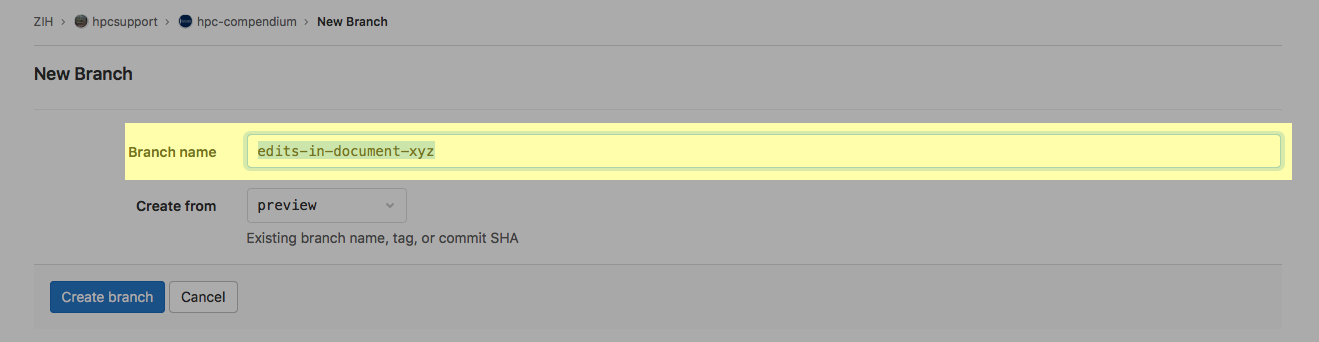 ZIH > hpcsupport > hpc-compendium > New Branch
New Branch
Branch name edits-in-document-xyz
Create from preview
Existing branch name, tag, or commit SHA
Create branch Cancel